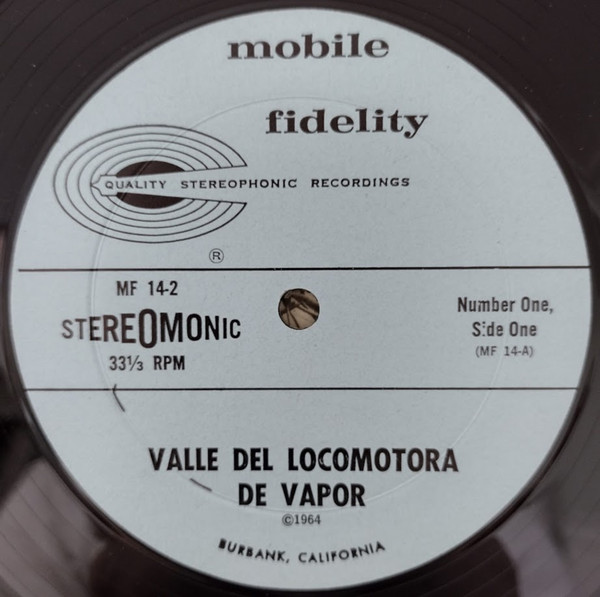 mobile
fidelity
QUALITY STEREOPHONIC RECORDINGS
®
MF 14-2
STEREOMONIC
33⅓ RPM
Number One,
Side One
(MF 14-A)
VALLE DEL LOCOMOTORA
DE VAPOR
©1964
BURBANK, CALIFORNIA